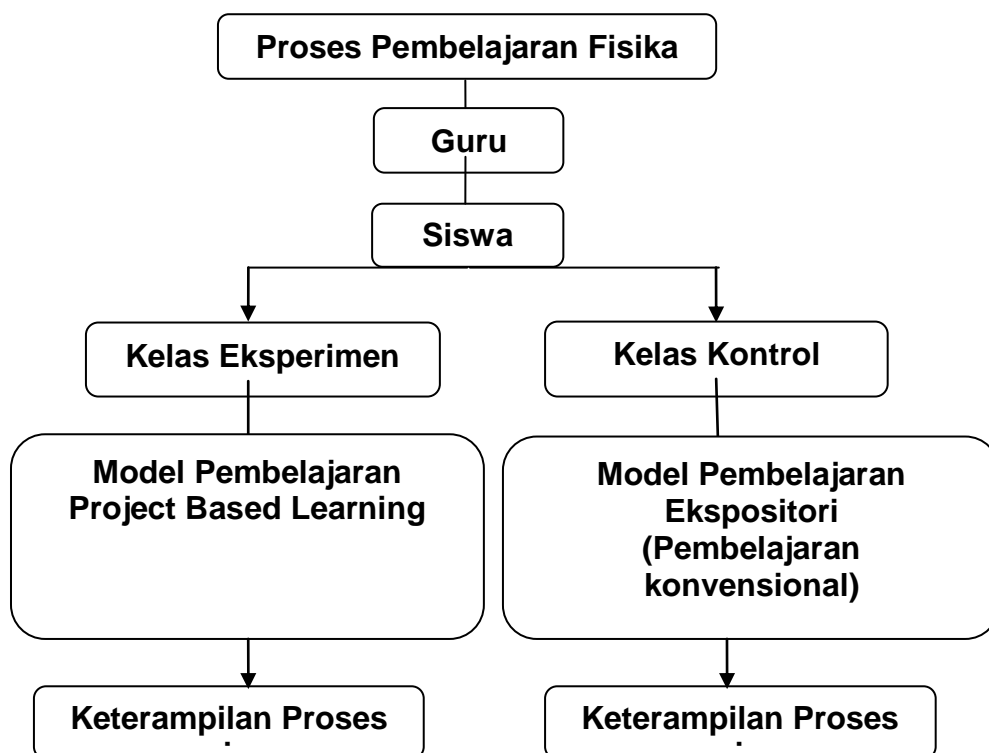 Proses Pembelajaran Fisika
Guru
Siswa
Kelas Eksperimen
Kelas Kontrol
Model Pembelajaran
Project Based Learning
Model Pembelajaran
Ekspositori
(Pembelajaran
konvensional)
Keterampilan Proses
Keterampilan Proses